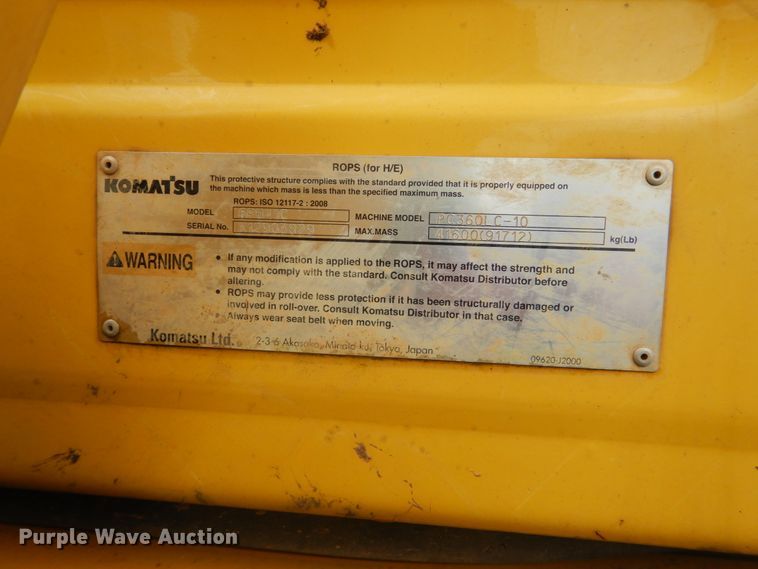 ROPS (for H/E)
KOMATSU
This protective structure complies with the standard provided that it is properly equipped on
the machine which mass is less than the specified maximum mass.
ROPS: ISO 12117-2 : 2008
MODEL MACHINE MODEL PC360LC-10
SERIAL No. MAX.MASS 41600(91712) kg(Lb)
WARNING
• If any modification is applied to the ROPS, it may affect the strength and
may not comply with the standard. Consult Komatsu Distributor before
altering.
• ROPS may provide less protection if it has been structurally damaged or
involved in roll-over. Consult Komatsu Distributor in that case.
• Always wear seat belt when moving.
Komatsu Ltd. 2-3-6 Akasaka, Minato-ku, Tokyo, Japan
09620-J2000
Purple Wave Auction